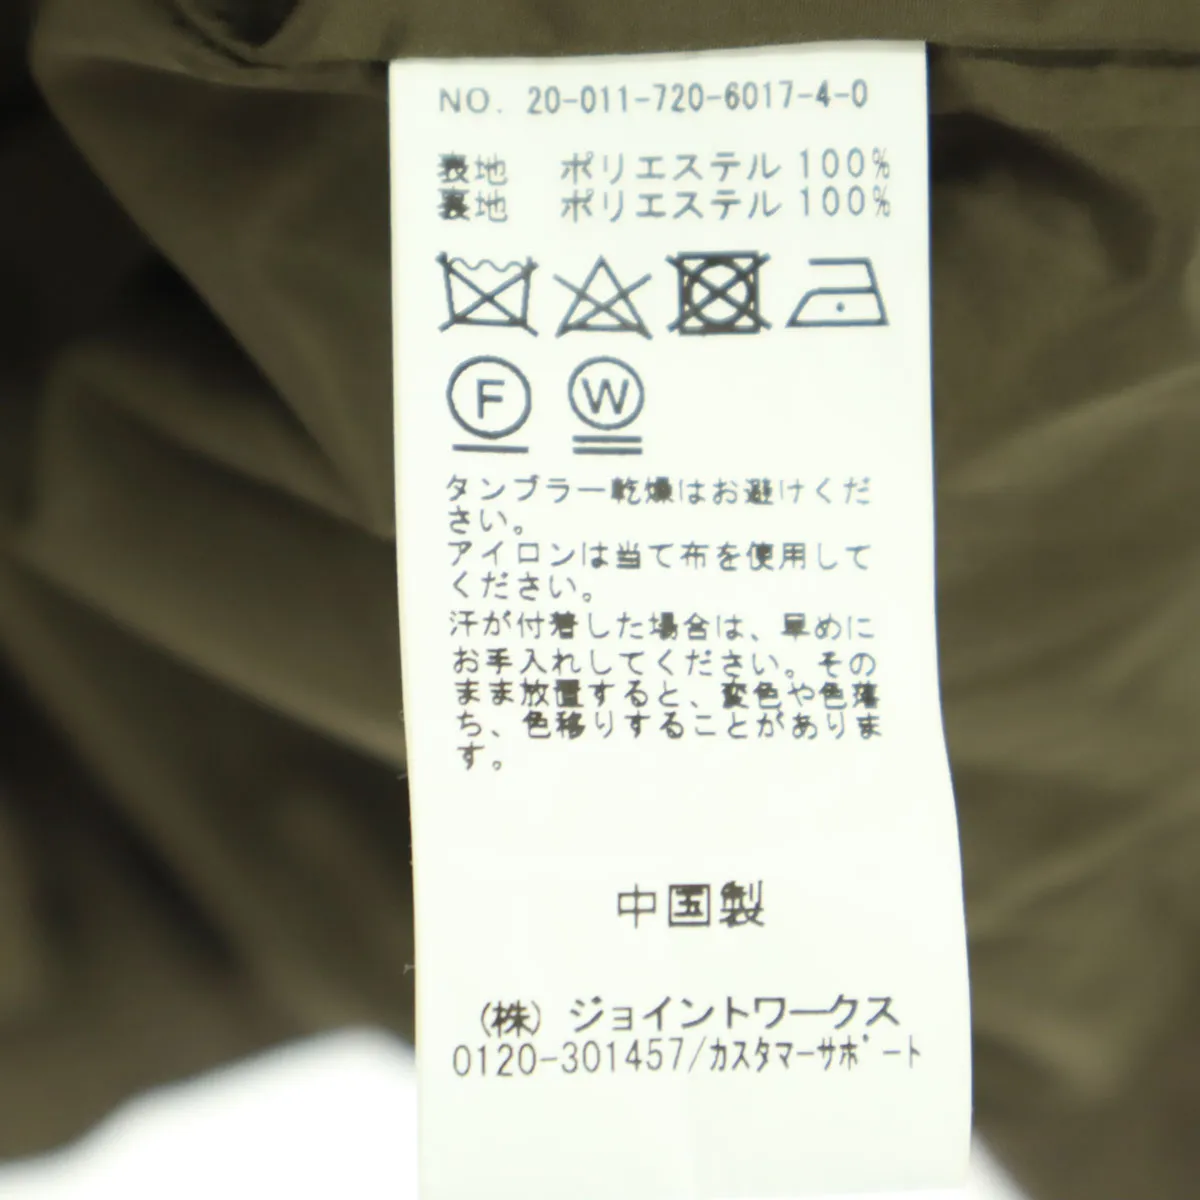 NO. 20-011-720-6017-4-0
表地 ポリエステル 100%
裏地 ポリエステル 100%
F W
タンブラー乾燥はお避けくだ
さい。
アイロンは当て布を使用して
ください。
汗が付着した場合は、早めに
お手入れしてください。その
まま放置すると、変色や色落
ち、色移りすることがありま
す。
中国製
(株) ジョイントワークス
0120-301457/カスタマーサポート